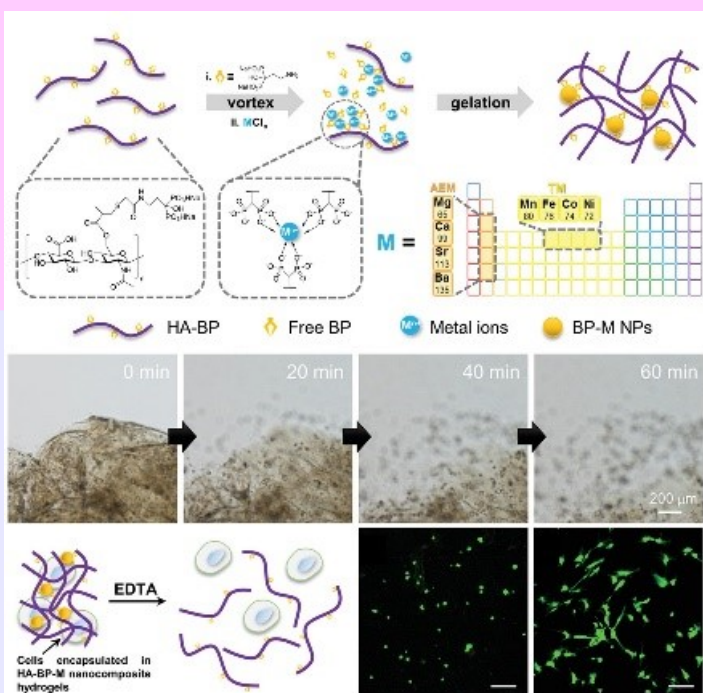 i.
vortex
ii. MClₓ
gelation
AEM
TM
Mg
65
Ca
99
Sr
113
Ba
135
Mn Fe Co Ni
80 78 74 72
M =
HA-BP
Free BP
Metal ions
BP-M NPs
0 min
20 min
40 min
60 min
200 μm
EDTA
Cells encapsulated in
HA-BP-M nanocomposite
hydrogels